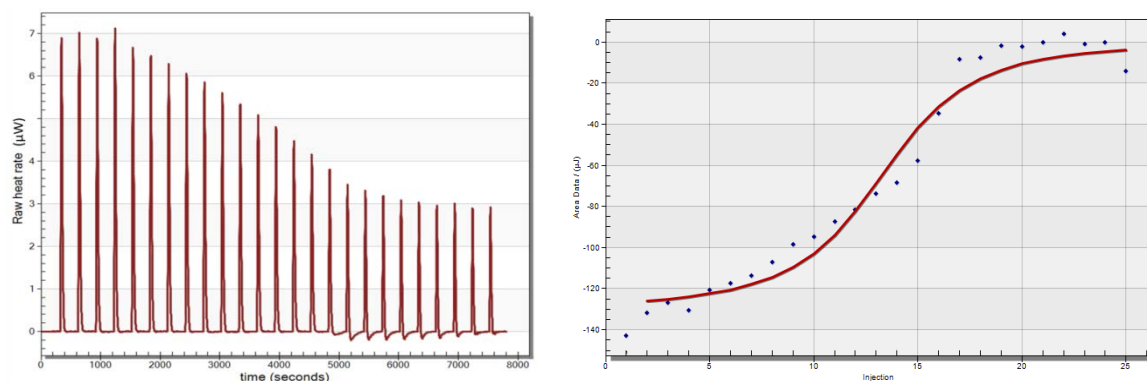 7
6
5
4
3
2
1
0
Raw heat rate (µW)
0 1000 2000 3000 4000 5000 6000 7000 8000
time (seconds)
0
-20
-40
-60
-80
-100
-120
-140
Area Data / (µJ)
0 5 10 15 20 25
Injection